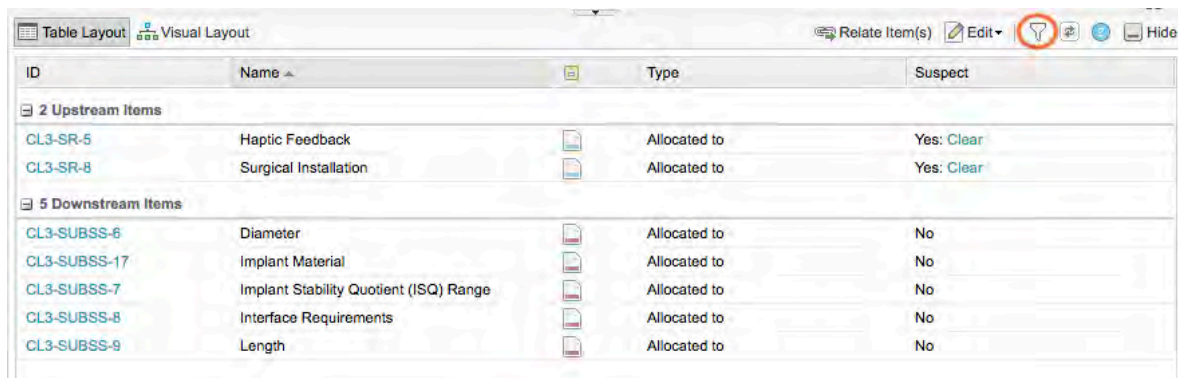 Table Layout Visual Layout Relate Item(s) Edit Hide
ID Name Type Suspect
2 Upstream Items
CL3-SR-5 Haptic Feedback Allocated to Yes: Clear
CL3-SR-8 Surgical Installation Allocated to Yes: Clear
5 Downstream Items
CL3-SUBSS-6 Diameter Allocated to No
CL3-SUBSS-17 Implant Material Allocated to No
CL3-SUBSS-7 Implant Stability Quotient (ISQ) Range Allocated to No
CL3-SUBSS-8 Interface Requirements Allocated to No
CL3-SUBSS-9 Length Allocated to No